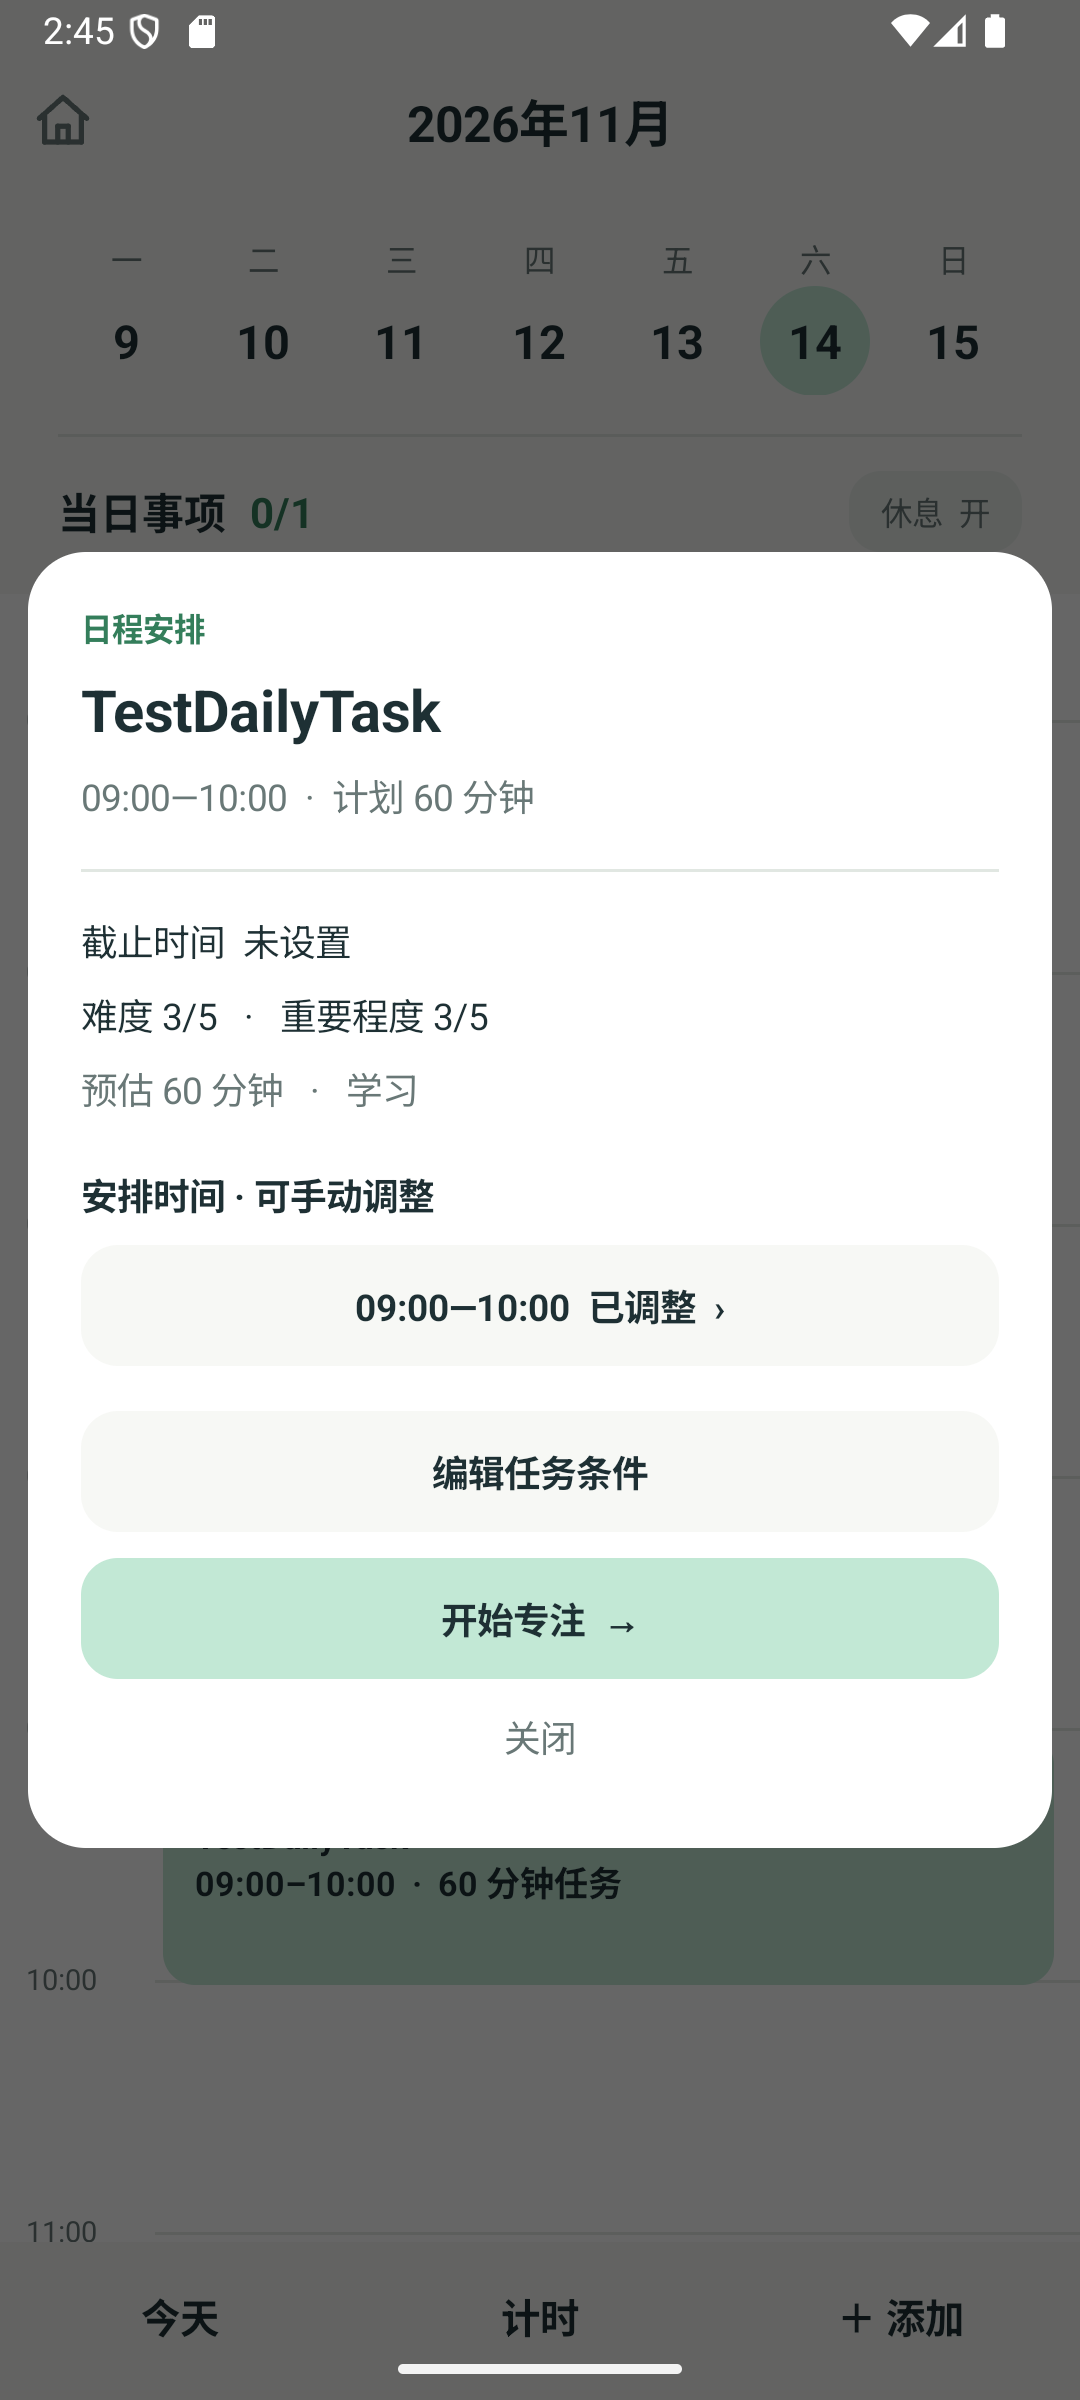 2:45
2026年11月
一 二 三 四 五 六 日
9 10 11 12 13 14 15
当日事项 0/1
休息 开
日程安排
TestDailyTask
09:00—10:00 · 计划 60 分钟
截止时间 未设置
难度 3/5 · 重要程度 3/5
预估 60 分钟 · 学习
安排时间 · 可手动调整
09:00—10:00 已调整 ›
编辑任务条件
开始专注 →
关闭
09:00–10:00 · 60 分钟任务
10:00
11:00
今天 计时 ＋ 添加